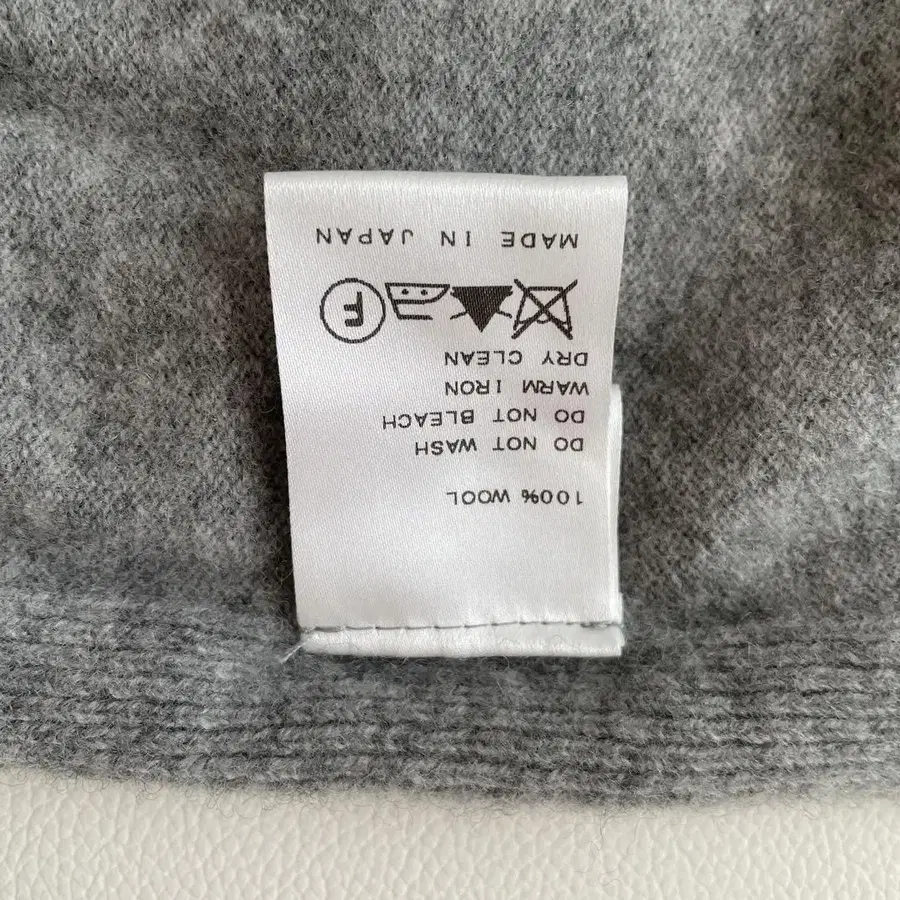 100% WOOL
DO NOT WASH
DO NOT BLEACH
WARM IRON
DRY CLEAN
F
MADE IN JAPAN